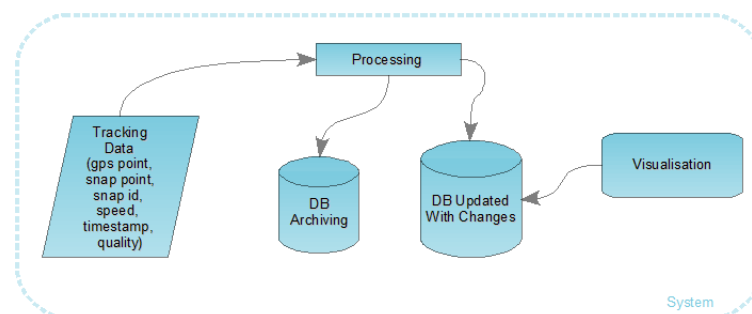 Processing
Tracking
Data
(gps point,
snap point,
snap id,
speed,
timestamp,
quality)
DB
Archiving
DB Updated
With Changes
Visualisation
System